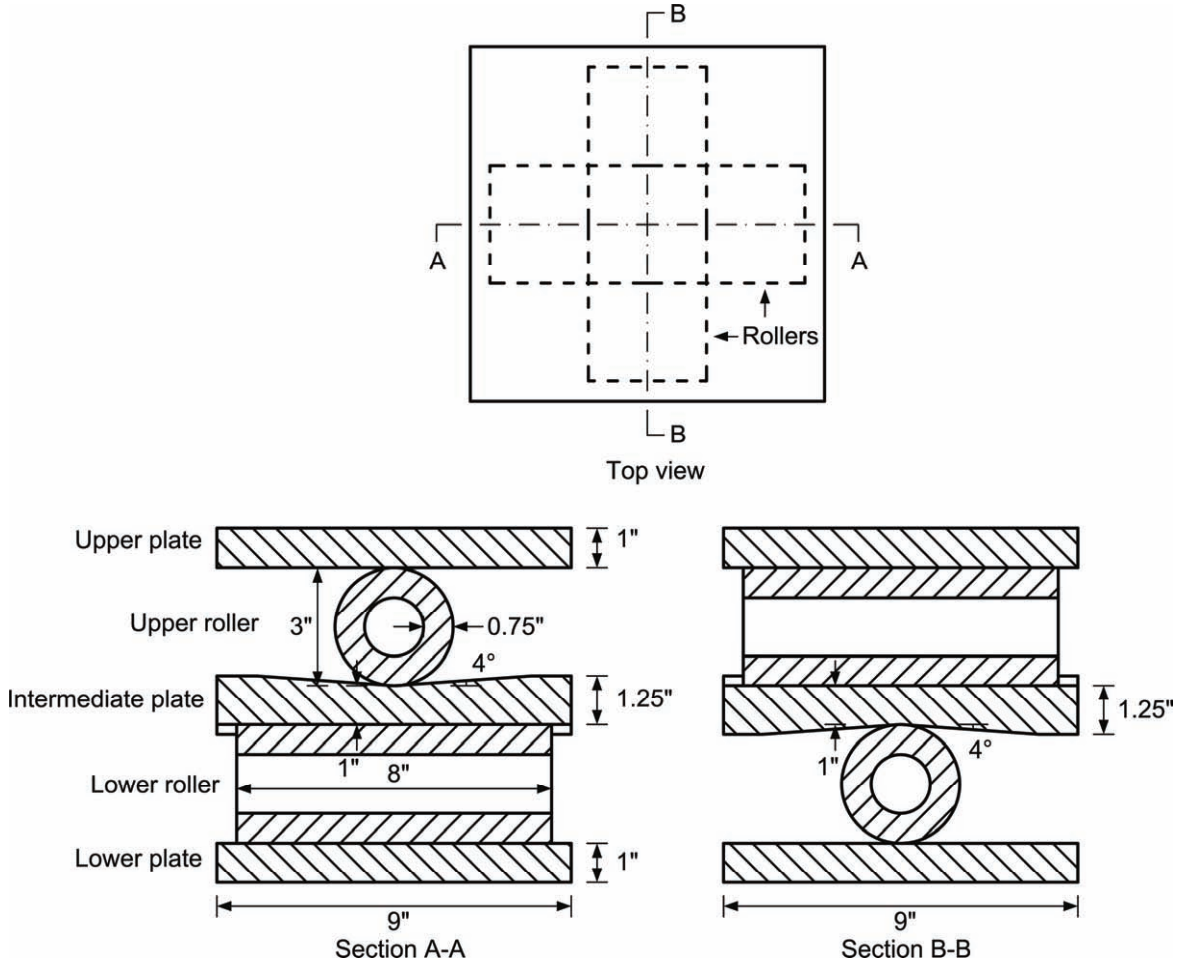 B
A
A
Rollers
B
Top view
Upper plate
1"
Upper roller
3"
0.75"
4°
Intermediate plate
1.25"
1"
8"
Lower roller
Lower plate
1"
9"
Section A-A
1.25"
1"
4°
9"
Section B-B